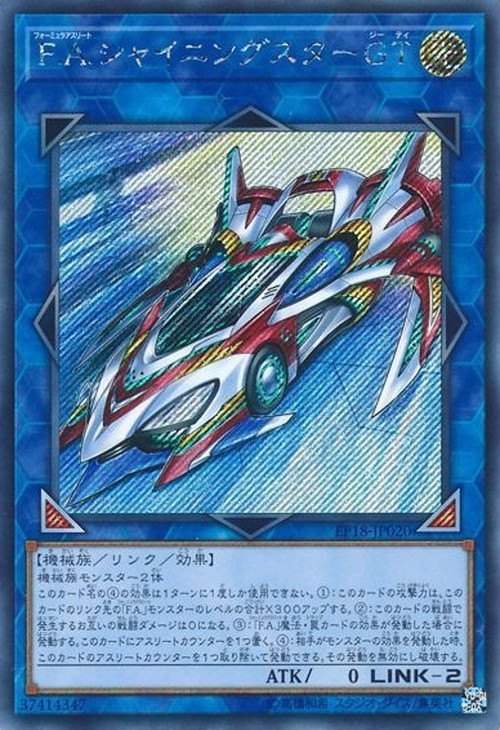 フォーミュラアスリート ジーティ
F.A.シャイニングスターGT
EP18-JP020
【機械族／リンク／効果】
機械族モンスター2体
このカード名の④の効果は1ターンに1度しか使用できない。①：このカードの攻撃力は、こ
のカードのリンク先の「F.A.」モンスターのレベルの合計×300アップする。②：このカードの戦闘で
発生するお互いの戦闘ダメージは0になる。③：「F.A.」魔法・罠カードの効果が発動した場合に
発動する。このカードにアスリートカウンターを1つ置く。④：相手がモンスターの効果を発動した時、
このカードのアスリートカウンターを1つ取り除いて発動できる。その発動を無効にし破壊する。
ATK/ 0 LINK-2
37414347 ©高橋和希 スタジオ・ダイス/集英社